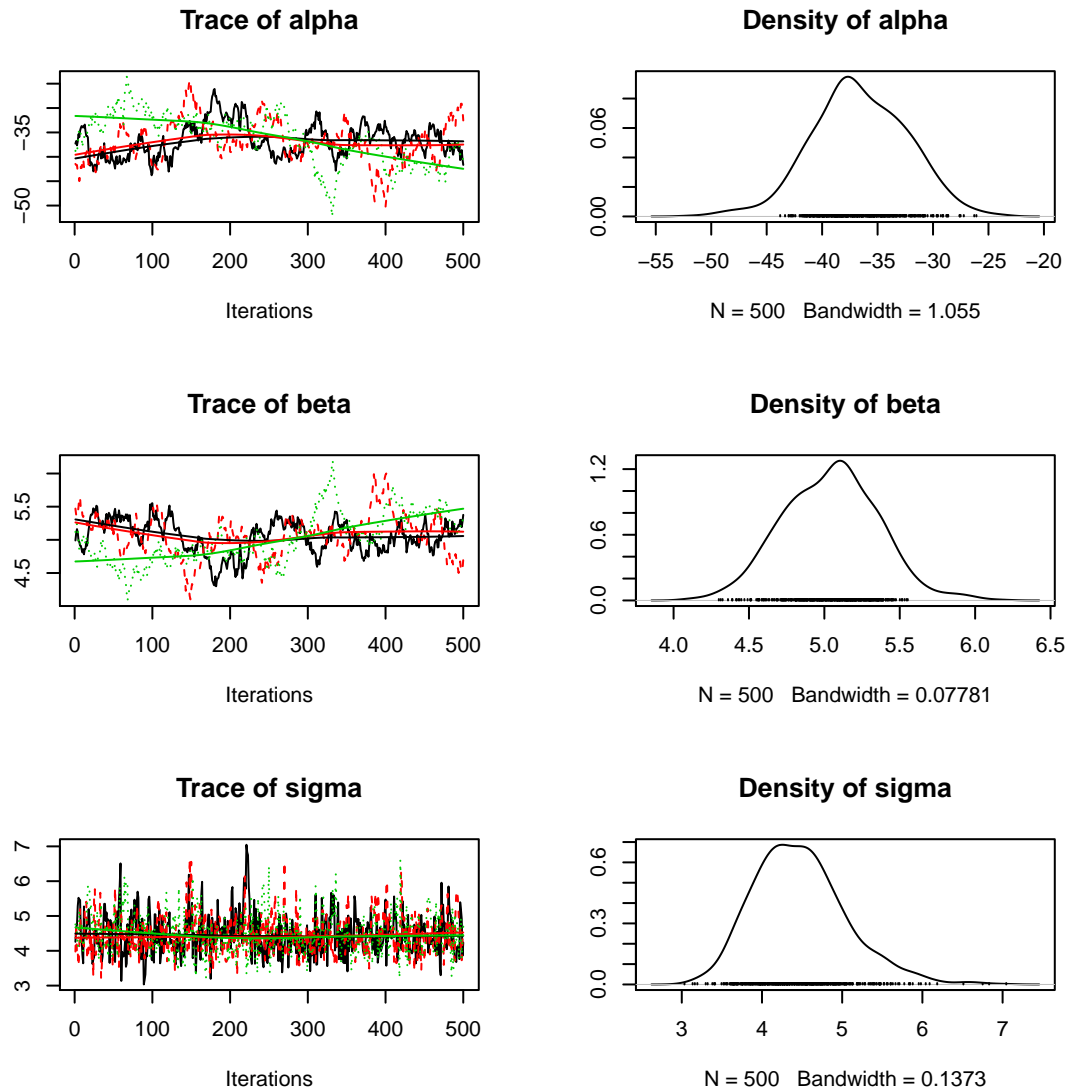 Trace of alpha
−35
−50
0 100 200 300 400 500
Iterations
Density of alpha
0.06
0.00
−55 −50 −45 −40 −35 −30 −25 −20
N = 500 Bandwidth = 1.055
Trace of beta
5.5
4.5
0 100 200 300 400 500
Iterations
Density of beta
1.2
0.6
0.0
4.0 4.5 5.0 5.5 6.0 6.5
N = 500 Bandwidth = 0.07781
Trace of sigma
7
6
5
4
3
0 100 200 300 400 500
Iterations
Density of sigma
0.6
0.3
0.0
3 4 5 6 7
N = 500 Bandwidth = 0.1373